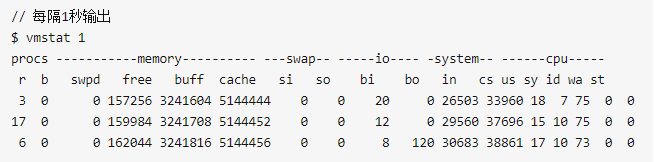 // 每隔1秒输出
$ vmstat 1
procs -----------memory---------- ---swap-- -----io---- -system-- ------cpu-----
 r  b     swpd   free   buff  cache   si   so    bi    bo   in   cs us sy id wa st
 3  0        0 157256 3241604 5144444    0    0    20     0 26503 33960 18  7 75  0  0
17  0        0 159984 3241708 5144452    0    0    12     0 29560 37696 15 10 75  0  0
 6  0        0 162044 3241816 5144456    0    0     8   120 30683 38861 17 10 73  0  0